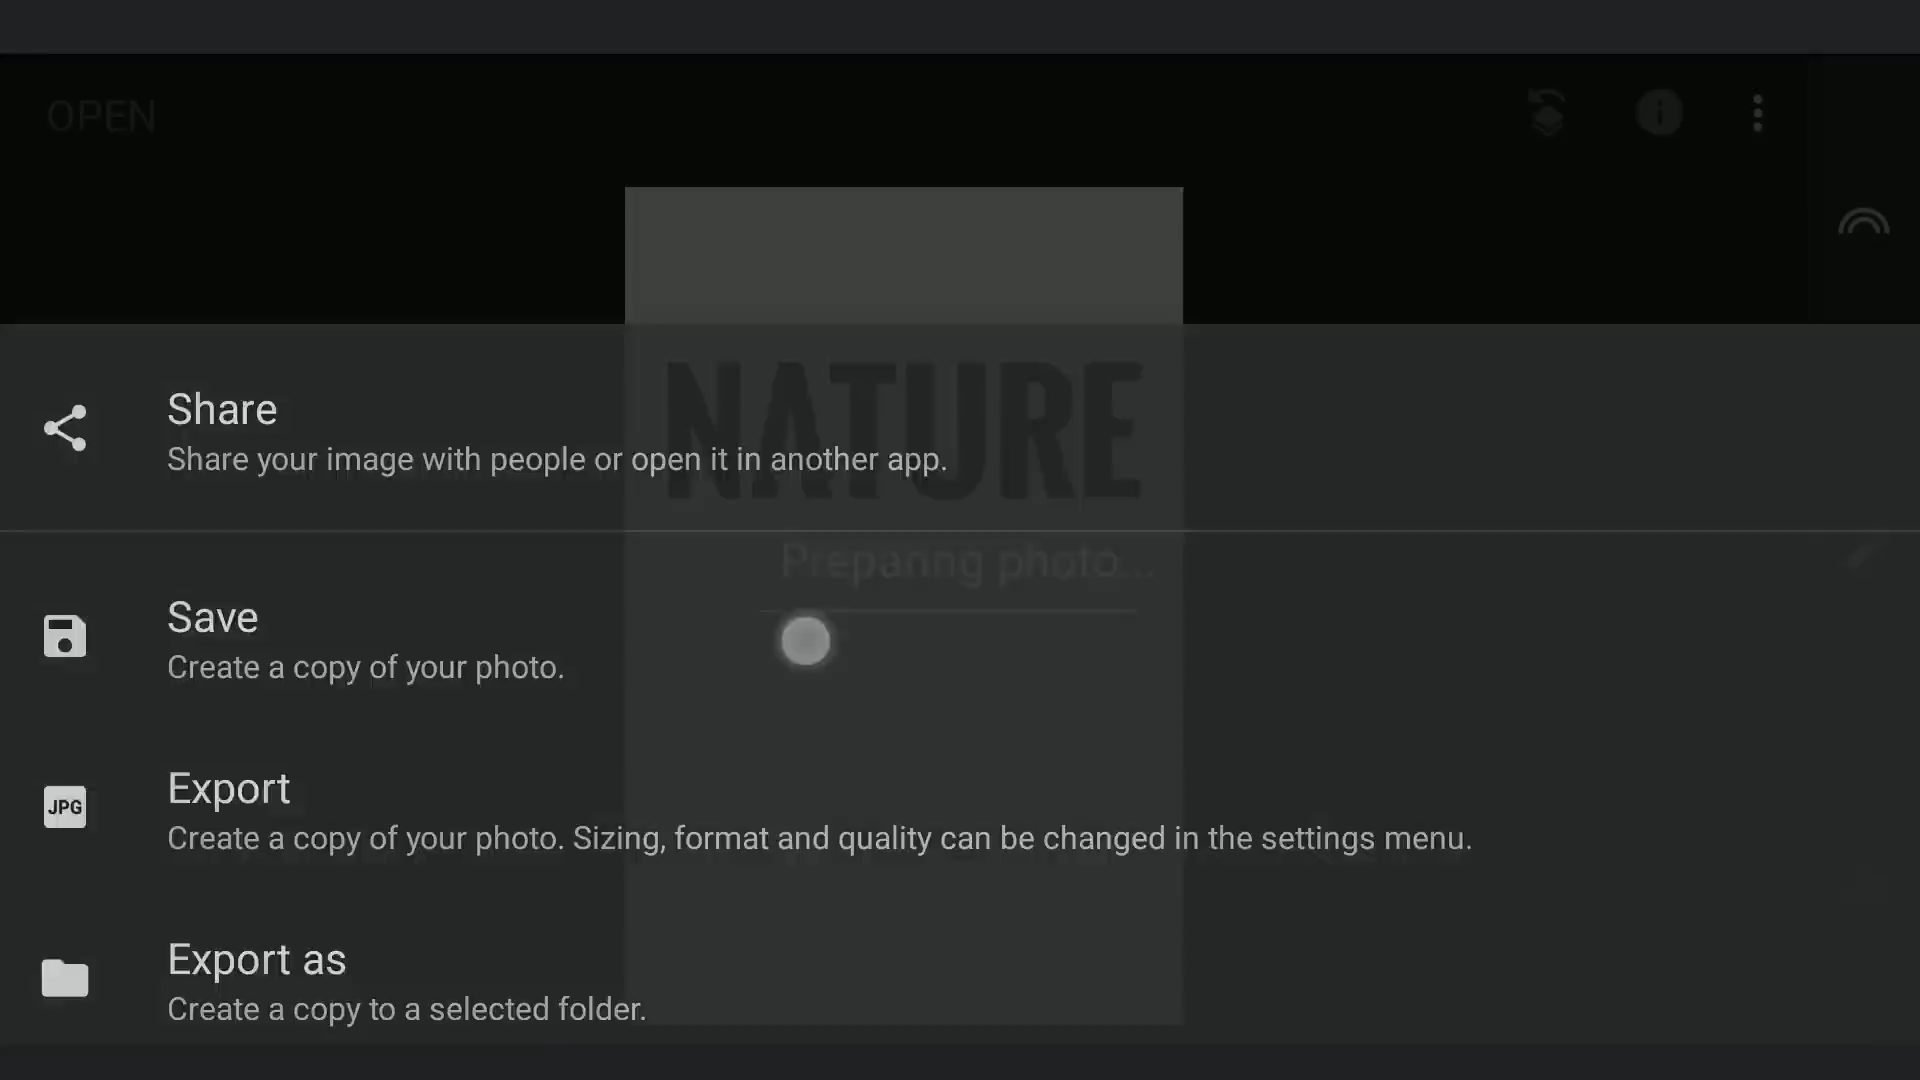 OPEN
NATURE
Share
Share your image with people or open it in another app.
Preparing photo...
Save
Create a copy of your photo.
JPG
Export
Create a copy of your photo. Sizing, format and quality can be changed in the settings menu.
Export as
Create a copy to a selected folder.